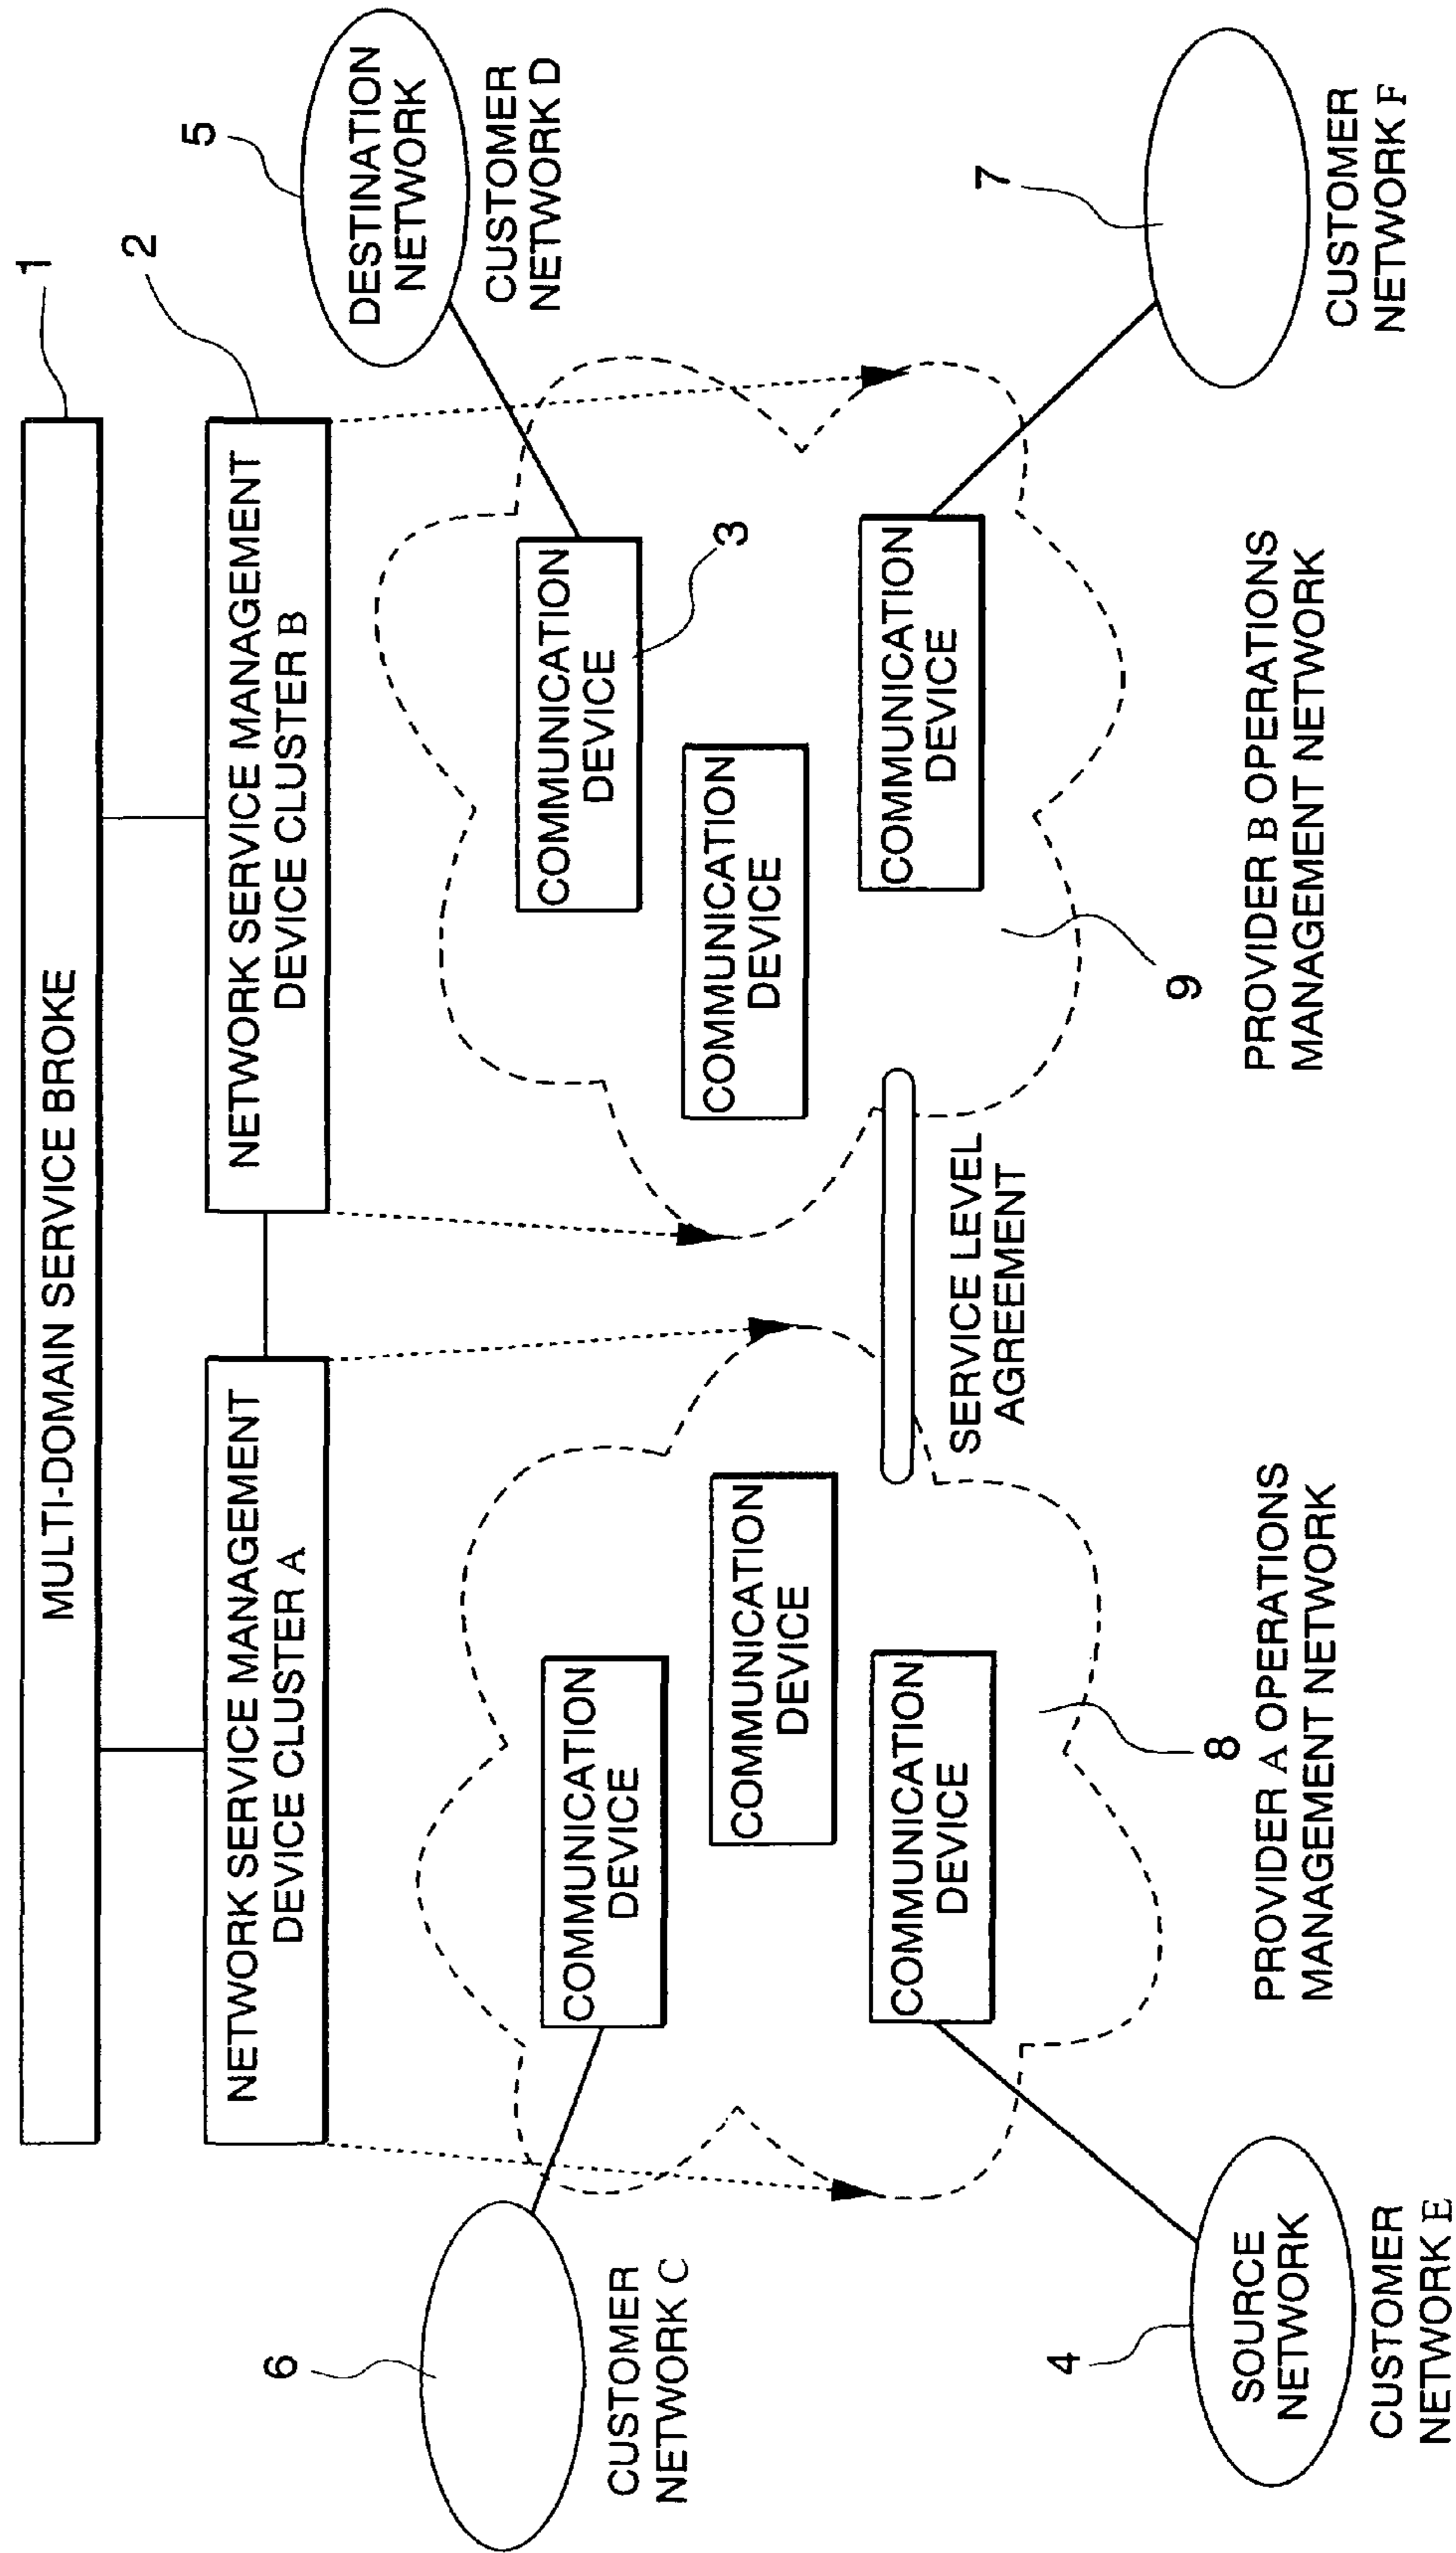 1
MULTI-DOMAIN SERVICE BROKE
2
NETWORK SERVICE MANAGEMENT
DEVICE CLUSTER A
NETWORK SERVICE MANAGEMENT
DEVICE CLUSTER B
5
DESTINATION
NETWORK
CUSTOMER
NETWORK D
6
CUSTOMER
NETWORK C
COMMUNICATION
DEVICE
COMMUNICATION
DEVICE
COMMUNICATION
DEVICE
COMMUNICATION
DEVICE
3
COMMUNICATION
DEVICE
COMMUNICATION
DEVICE
SERVICE LEVEL
AGREEMENT
7
CUSTOMER
NETWORK F
4
SOURCE
NETWORK
CUSTOMER
NETWORK E
8
PROVIDER A OPERATIONS
MANAGEMENT NETWORK
9
PROVIDER B OPERATIONS
MANAGEMENT NETWORK